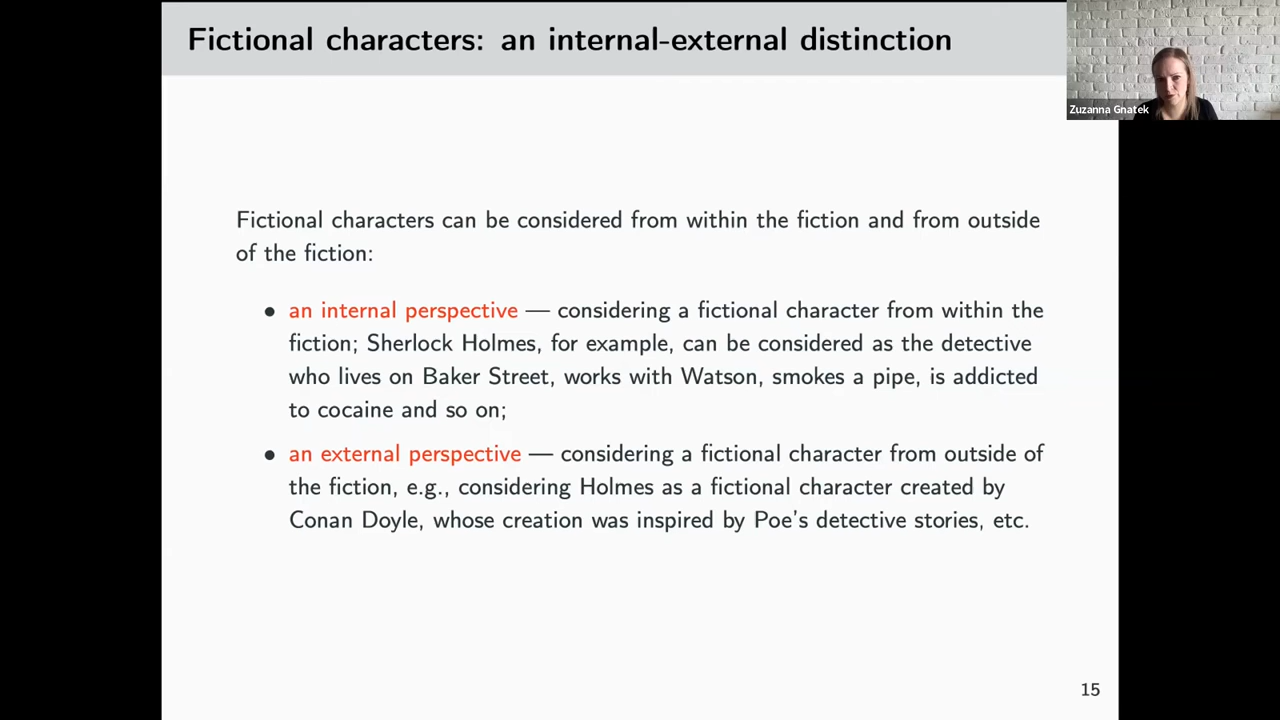 Fictional characters: an internal-external distinction
Zuzanna Gnatek
Fictional characters can be considered from within the fiction and from outside
of the fiction:
• an internal perspective — considering a fictional character from within the
fiction; Sherlock Holmes, for example, can be considered as the detective
who lives on Baker Street, works with Watson, smokes a pipe, is addicted
to cocaine and so on;
• an external perspective — considering a fictional character from outside of
the fiction, e.g., considering Holmes as a fictional character created by
Conan Doyle, whose creation was inspired by Poe's detective stories, etc.
15